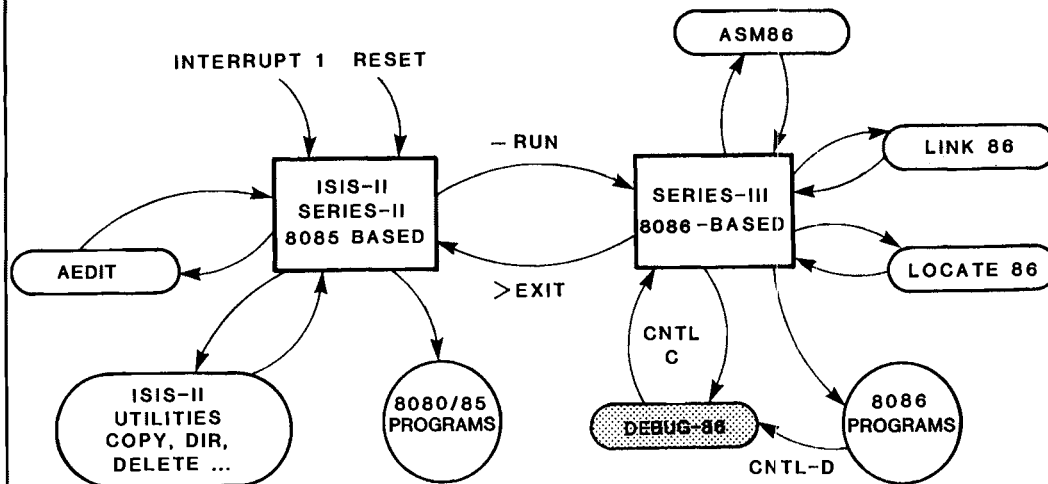 ASM86
INTERRUPT 1 RESET
– RUN
LINK 86
ISIS-II
SERIES-II
8085 BASED
SERIES-III
8086-BASED
AEDIT
LOCATE 86
>EXIT
CNTL
C
ISIS-II
UTILITIES
COPY, DIR,
DELETE ...
8080/85
PROGRAMS
DEBUG-86
8086
PROGRAMS
CNTL-D